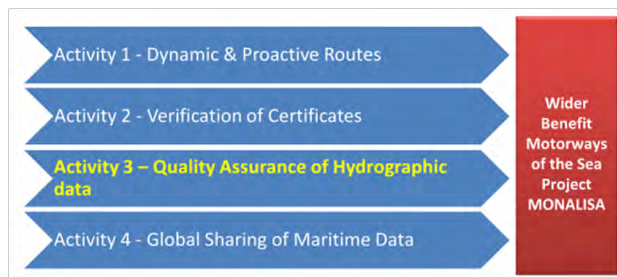 Activity 1 - Dynamic & Proactive Routes
Activity 2 - Verification of Certificates
Activity 3 – Quality Assurance of Hydrographic
data
Activity 4 - Global Sharing of Maritime Data
Wider
Benefit
Motorways
of the Sea
Project
MONALISA